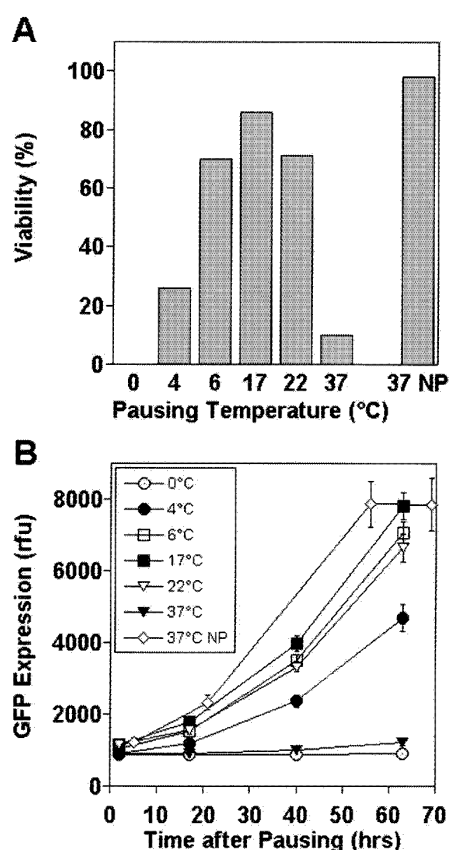 A
100
80
60
40
20
0
Viability (%)
0 4 6 17 22 37 37 NP
Pausing Temperature (°C)
B
0°C
4°C
6°C
17°C
22°C
37°C
37°C NP
8000
6000
4000
2000
0
GFP Expression (rfu)
0 10 20 30 40 50 60 70
Time after Pausing (hrs)